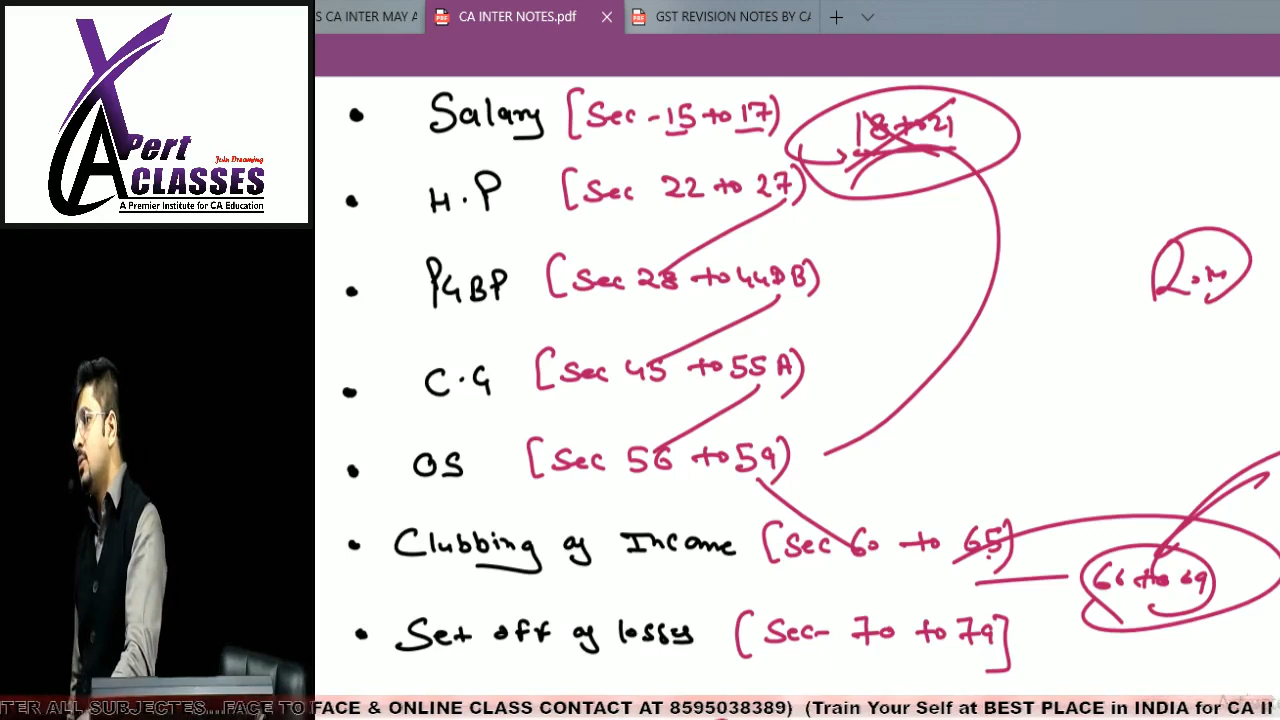 S CA INTER MAY A
CA INTER NOTES.pdf
GST REVISION NOTES BY CA
XPert
Join Dreaming
CA CLASSES
A Premier Institute for CA Education
• Salary [Sec - 15 to 17]
18 to 21
• H.P [Sec 22 to 27]
• PGBP [Sec 28 to 44DB]
• C.G [Sec 45 to 55A]
• OS [Sec 56 to 59]
• Clubbing of Income [Sec 60 to 65]
66 to 69
• Set off of losses [Sec- 70 to 79]
TER ALL SUBJECTES...FACE TO FACE & ONLINE CLASS CONTACT AT 8595038389) (Train Your Self at BEST PLACE in INDIA for CA IN